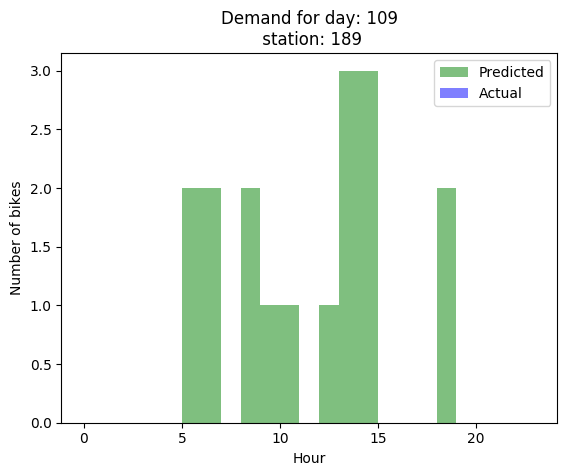 Demand for day: 109
station: 189
Predicted
Actual
3.0
2.5
2.0
1.5
1.0
0.5
0.0
Number of bikes
0
5
10
15
20
Hour